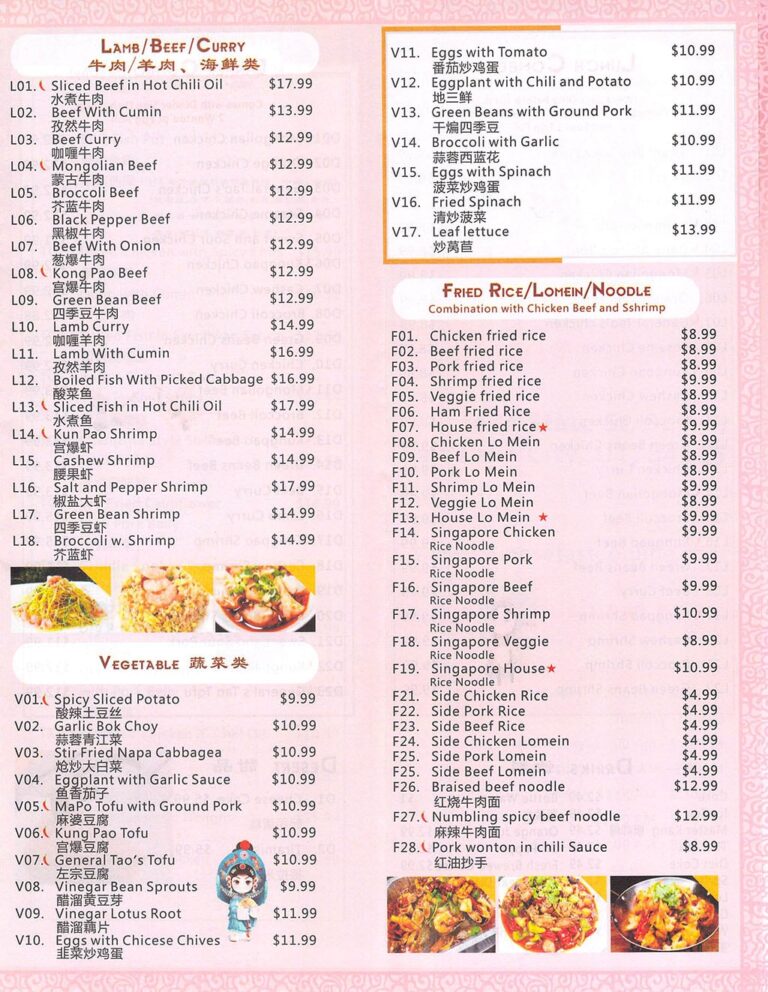 Lamb/Beef/Curry
牛肉/羊肉、海鲜类
L01. Sliced Beef in Hot Chili Oil $17.99
水煮牛肉
L02. Beef With Cumin $13.99
孜然牛肉
L03. Beef Curry $12.99
咖喱牛肉
L04. Mongolian Beef $12.99
蒙古牛肉
L05. Broccoli Beef $12.99
芥蓝牛肉
L06. Black Pepper Beef $12.99
黑椒牛肉
L07. Beef With Onion $12.99
葱爆牛肉
L08. Kong Pao Beef $12.99
宫爆牛肉
L09. Green Bean Beef $12.99
四季豆牛肉
L10. Lamb Curry $14.99
咖喱羊肉
L11. Lamb With Cumin $16.99
孜然羊肉
L12. Boiled Fish With Picked Cabbage $16.99
酸菜鱼
L13. Sliced Fish in Hot Chili Oil $17.99
水煮鱼
L14. Kun Pao Shrimp $14.99
宫爆虾
L15. Cashew Shrimp $14.99
腰果虾
L16. Salt and Pepper Shrimp $17.99
椒盐大虾
L17. Green Bean Shrimp $14.99
四季豆虾
L18. Broccoli w. Shrimp $14.99
芥蓝虾
Vegetable 蔬菜类
V01. Spicy Sliced Potato $9.99
酸辣土豆丝
V02. Garlic Bok Choy $10.99
蒜蓉青江菜
V03. Stir Fried Napa Cabbagea $10.99
炝炒大白菜
V04. Eggplant with Garlic Sauce $10.99
鱼香茄子
V05. MaPo Tofu with Ground Pork $10.99
麻婆豆腐
V06. Kung Pao Tofu $10.99
宫爆豆腐
V07. General Tao's Tofu $10.99
左宗豆腐
V08. Vinegar Bean Sprouts $9.99
醋溜黄豆芽
V09. Vinegar Lotus Root $11.99
醋溜藕片
V10. Eggs with Chicese Chives $11.99
韭菜炒鸡蛋
V11. Eggs with Tomato $10.99
番茄炒鸡蛋
V12. Eggplant with Chili and Potato $10.99
地三鲜
V13. Green Beans with Ground Pork $11.99
干煸四季豆
V14. Broccoli with Garlic $10.99
蒜蓉西蓝花
V15. Eggs with Spinach $11.99
菠菜炒鸡蛋
V16. Fried Spinach $11.99
清炒菠菜
V17. Leaf lettuce $13.99
炒莴苣
Fried Rice/Lomein/Noodle
Combination with Chicken Beef and Sshrimp
F01. Chicken fried rice $8.99
F02. Beef fried rice $8.99
F03. Pork fried rice $8.99
F04. Shrimp fried rice $9.99
F05. Veggie fried rice $8.99
F06. Ham Fried Rice $8.99
F07. House fried rice★ $9.99
F08. Chicken Lo Mein $8.99
F09. Beef Lo Mein $8.99
F10. Pork Lo Mein $8.99
F11. Shrimp Lo Mein $9.99
F12. Veggie Lo Mein $8.99
F13. House Lo Mein ★ $9.99
F14. Singapore Chicken $9.99
Rice Noodle
F15. Singapore Pork $9.99
Rice Noodle
F16. Singapore Beef $9.99
Rice Noodle
F17. Singapore Shrimp $10.99
Rice Noodle
F18. Singapore Veggie $8.99
Rice Noodle
F19. Singapore House★ $10.99
Rice Noodle
F21. Side Chicken Rice $4.99
F22. Side Pork Rice $4.99
F23. Side Beef Rice $4.99
F24. Side Chicken Lomein $4.99
F25. Side Pork Lomein $4.99
F25. Side Beef Lomein $4.99
F26. Braised beef noodle $12.99
红烧牛肉面
F27. Numbling spicy beef noodle $12.99
麻辣牛肉面
F28. Pork wonton in chili Sauce $8.99
红油抄手